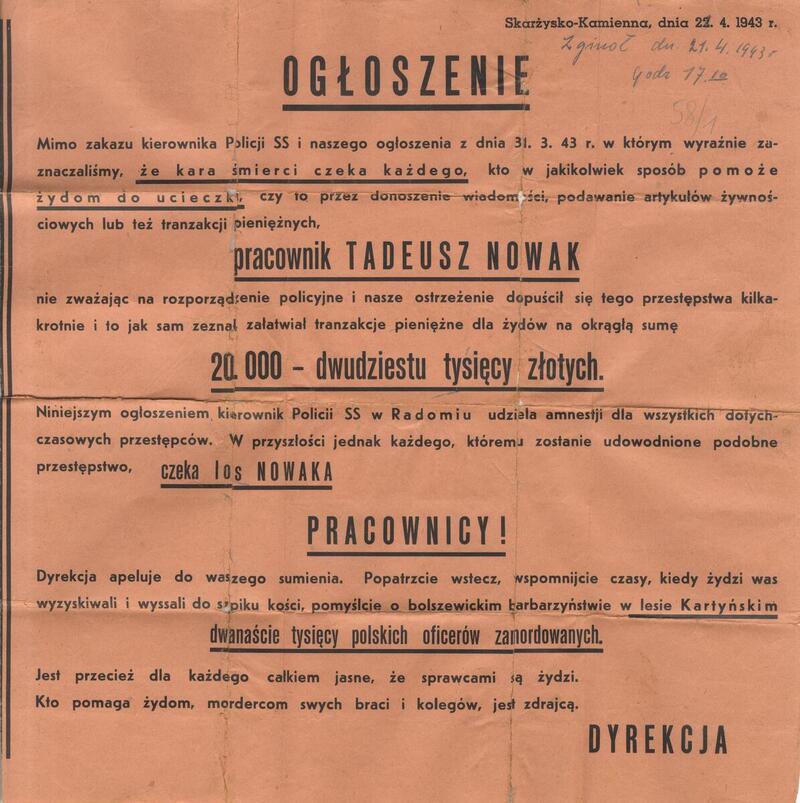 Skarżysko-Kamienna, dnia 22. 4. 1943 r.
Zginoł dn. 21.4.1943 r
Godz 17.10
58/1
OGŁOSZENIE
Mimo zakazu kierownika Policji SS i naszego ogłoszenia z dnia 31. 3. 43 r. w którym wyraźnie za-
znaczaliśmy, że kara śmierci czeka każdego, kto w jakikolwiek sposób pomoże
żydom do ucieczki, czy to przez donoszenie wiadomości, podawanie artykułów żywnoś-
ciowych lub też tranzakcji pieniężnych,
pracownik TADEUSZ NOWAK
nie zważając na rozporządzenie policyjne i nasze ostrzeżenie dopuścił się tego przestępstwa kilka-
krotnie i to jak sam zeznał załatwiał tranzakcje pieniężne dla żydów na okrągłą sumę
20.000 – dwudziestu tysięcy złotych.
Niniejszym ogłoszeniem kierownik Policii SS w Radomiu udziela amnestji dla wszystkich dotych-
czasowych przestępców. W przyszłości jednak każdego, któremu zostanie udowodnione podobne
przestępstwo, czeka los NOWAKA
PRACOWNICY!
Dyrekcja apeluje do waszego sumienia. Popatrzcie wstecz, wspomnijcie czasy, kiedy żydzi was
wyzyskiwali i wyssali do szpiku kości, pomyślcie o bolszewickim barbarzyństwie w lesie Kartyńskim
dwanaście tysięcy polskich oficerów zamordowanych.
Jest przecież dla każdego całkiem jasne, że sprawcami są żydzi.
Kto pomaga żydom, mordercom swych braci i kolegów, jest zdrajcą.
DYREKCJA